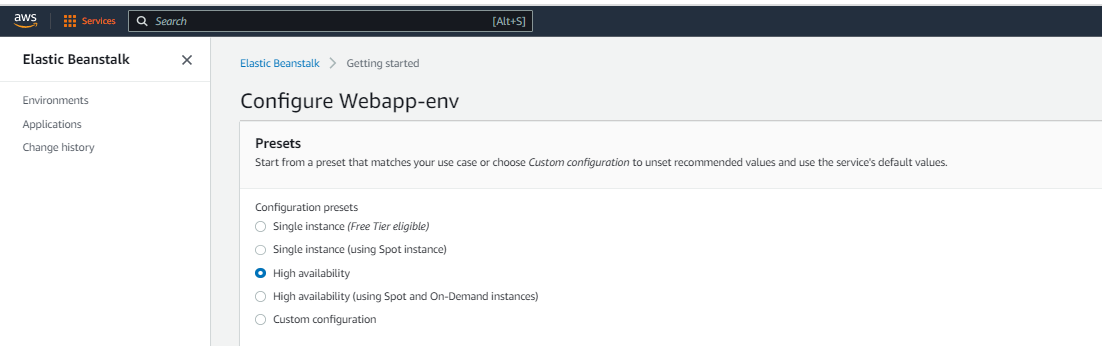 aws Services Search [Alt+S]
Elastic Beanstalk
Environments
Applications
Change history
Elastic Beanstalk > Getting started
Configure Webapp-env
Presets
Start from a preset that matches your use case or choose Custom configuration to unset recommended values and use the service's default values.
Configuration presets
Single instance (Free Tier eligible)
Single instance (using Spot instance)
High availability
High availability (using Spot and On-Demand instances)
Custom configuration